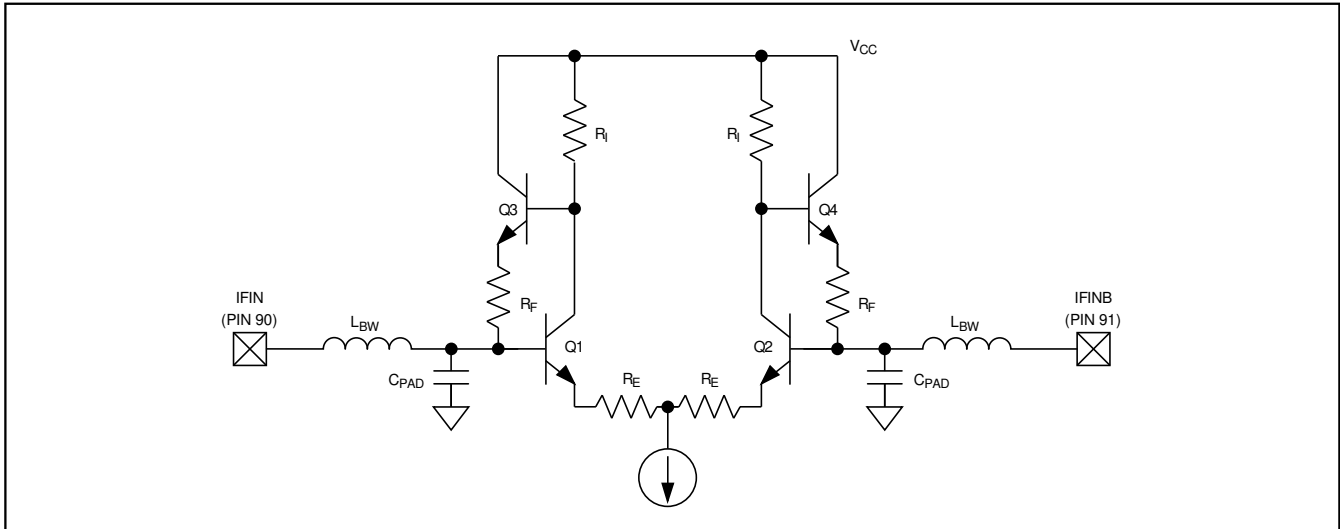 V_CC
R_I
R_I
Q3
Q4
IFIN
(PIN 90)
L_BW
R_F
R_F
L_BW
IFINB
(PIN 91)
Q1
Q2
C_PAD
R_E
R_E
C_PAD